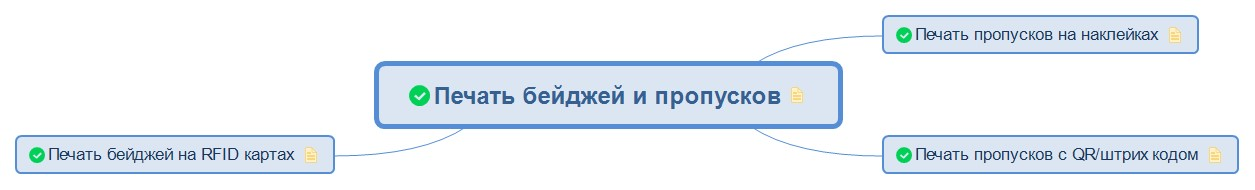 Печать пропусков на наклейках
Печать бейджей и пропусков
Печать бейджей на RFID картах
Печать пропусков с QR/штрих кодом